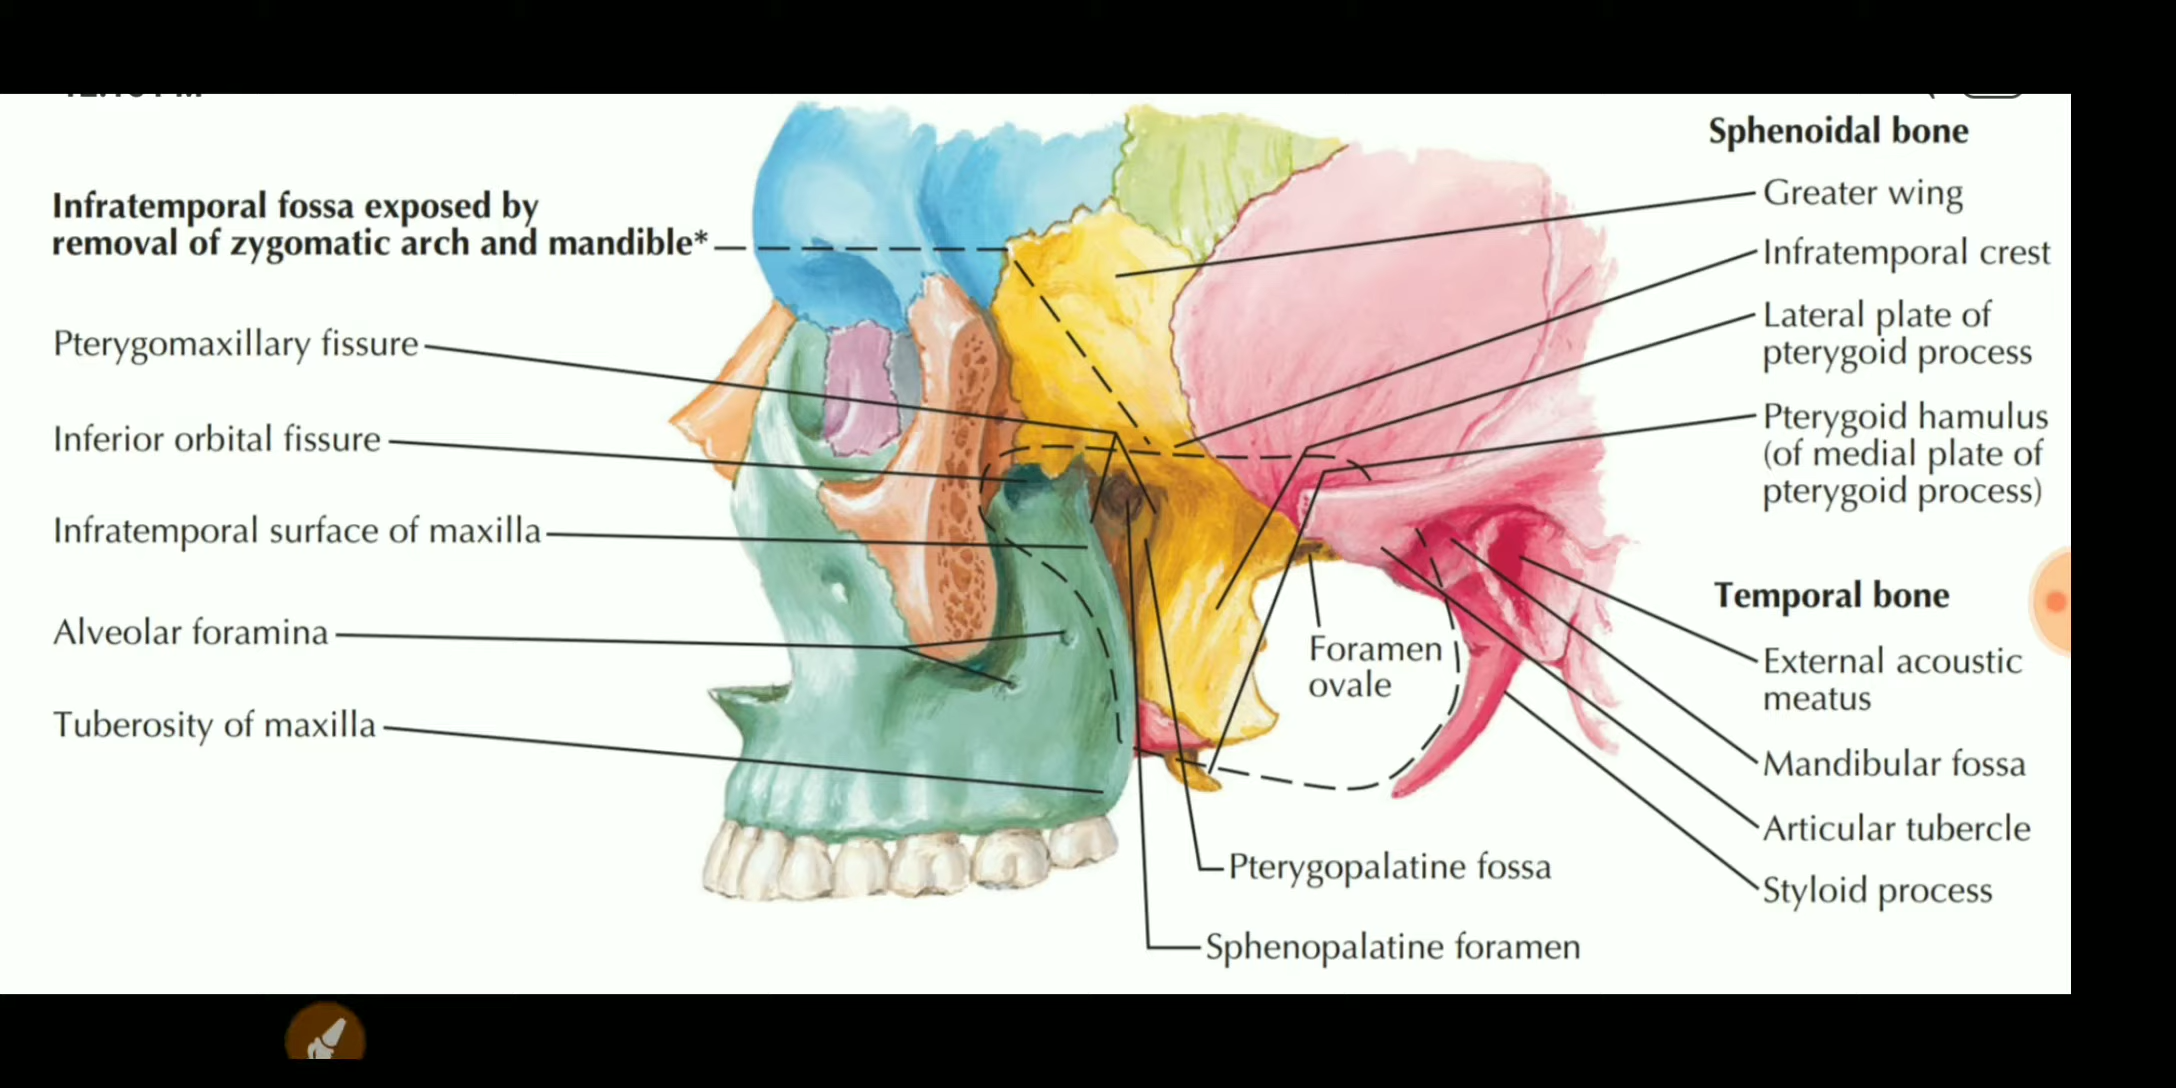 Infratemporal fossa exposed by
removal of zygomatic arch and mandible*
Pterygomaxillary fissure
Inferior orbital fissure
Infratemporal surface of maxilla
Alveolar foramina
Tuberosity of maxilla
Sphenoidal bone
Greater wing
Infratemporal crest
Lateral plate of
pterygoid process
Pterygoid hamulus
(of medial plate of
pterygoid process)
Temporal bone
External acoustic
meatus
Mandibular fossa
Articular tubercle
Styloid process
Foramen
ovale
Pterygopalatine fossa
Sphenopalatine foramen